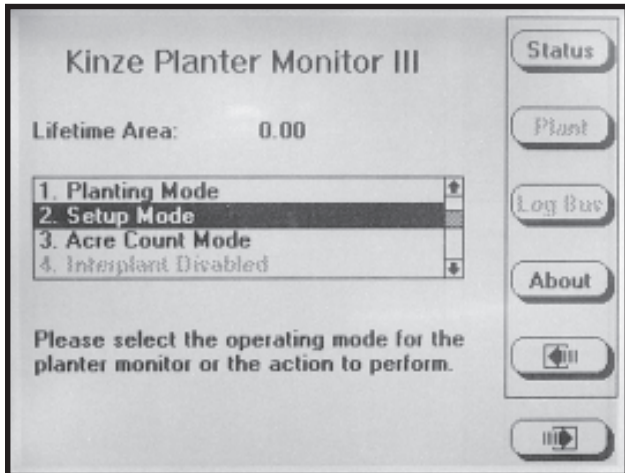 Kinze Planter Monitor III
Lifetime Area: 0.00
1. Planting Mode
2. Setup Mode
3. Acre Count Mode
4. Interplant Disabled
Please select the operating mode for the
planter monitor or the action to perform.
Status
Plant
Log Bus
About